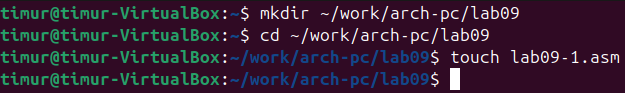 timur@timur-VirtualBox:~$ mkdir ~/work/arch-pc/lab09
timur@timur-VirtualBox:~$ cd ~/work/arch-pc/lab09
timur@timur-VirtualBox:~/work/arch-pc/lab09$ touch lab09-1.asm
timur@timur-VirtualBox:~/work/arch-pc/lab09$